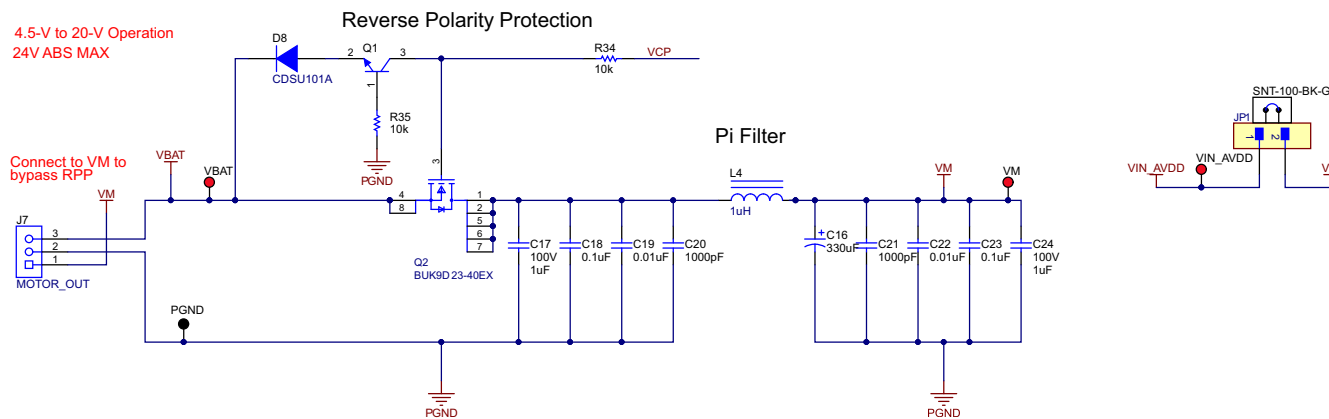 Reverse Polarity Protection
4.5-V to 20-V Operation
24V ABS MAX
D8
CDSU101A
2
Q1
3
1
R35
10k
PGND
R34
10k
VCP
Connect to VM to
bypass RPP
VM
VBAT
VBAT
J7
3
2
1
MOTOR_OUT
PGND
3
4
8
1
2
5
6
7
Q2
BUK9D23-40EX
C17
100V
1uF
C18
0.1uF
C19
0.01uF
C20
1000pF
PGND
Pi Filter
L4
1uH
VM
VM
+
C16
330uF
C21
1000pF
C22
0.01uF
C23
0.1uF
C24
100V
1uF
PGND
SNT-100-BK-G
JP1
1
2
VIN_AVDD
VIN_AVDD